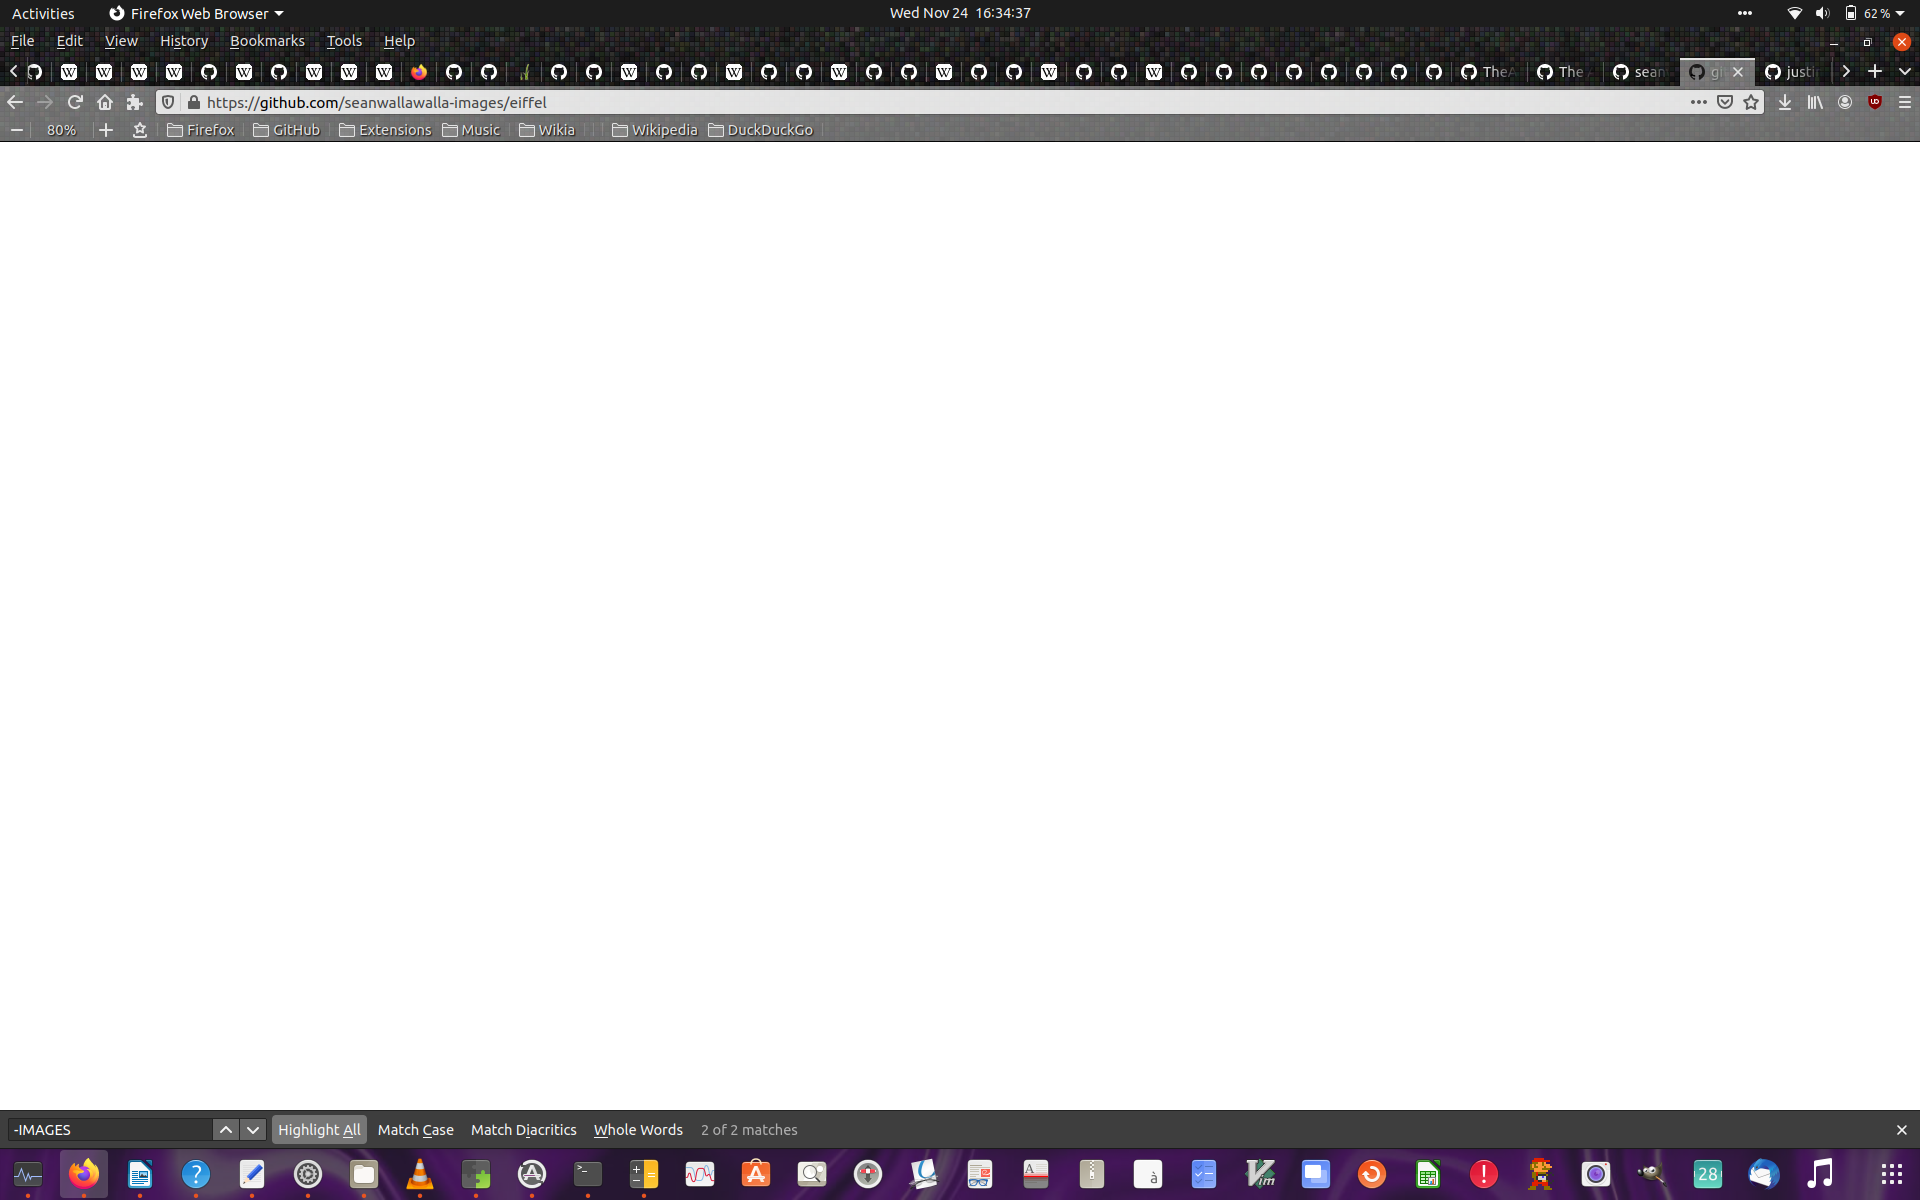 Activities Firefox Web Browser Wed Nov 24 16:34:37 62 %
File Edit View History Bookmarks Tools Help
TheA The sean gi justi
https://github.com/seanwallawalla-images/eiffel
80% Firefox GitHub Extensions Music Wikia Wikipedia DuckDuckGo
-IMAGES Highlight All Match Case Match Diacritics Whole Words 2 of 2 matches
28